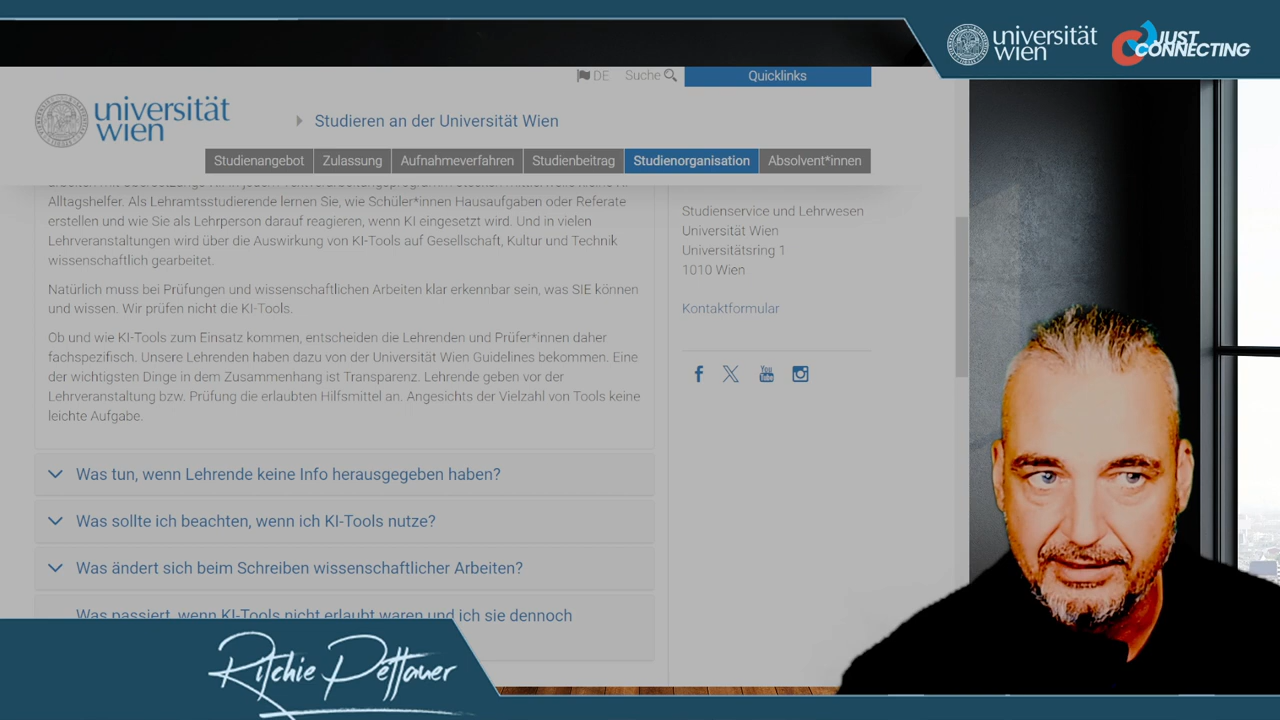 universität
wien
JUST
CONNECTING
DE
Suche
Quicklinks
universität
wien
Studieren an der Universität Wien
Studienangebot
Zulassung
Aufnahmeverfahren
Studienbeitrag
Studienorganisation
Absolvent*innen
Alltagshelfer. Als Lehramtsstudierende lernen Sie, wie Schüler*innen Hausaufgaben oder Referate
erstellen und wie Sie als Lehrperson darauf reagieren, wenn KI eingesetzt wird. Und in vielen
Lehrveranstaltungen wird über die Auswirkung von KI-Tools auf Gesellschaft, Kultur und Technik
wissenschaftlich gearbeitet.
Natürlich muss bei Prüfungen und wissenschaftlichen Arbeiten klar erkennbar sein, was SIE können
und wissen. Wir prüfen nicht die KI-Tools.
Ob und wie KI-Tools zum Einsatz kommen, entscheiden die Lehrenden und Prüfer*innen daher
fachspezifisch. Unsere Lehrenden haben dazu von der Universität Wien Guidelines bekommen. Eine
der wichtigsten Dinge in dem Zusammenhang ist Transparenz. Lehrende geben vor der
Lehrveranstaltung bzw. Prüfung die erlaubten Hilfsmittel an. Angesichts der Vielzahl von Tools keine
leichte Aufgabe.
Was tun, wenn Lehrende keine Info herausgegeben haben?
Was sollte ich beachten, wenn ich KI-Tools nutze?
Was ändert sich beim Schreiben wissenschaftlicher Arbeiten?
Was passiert, wenn KI-Tools nicht erlaubt waren und ich sie dennoch
Studienservice und Lehrwesen
Universität Wien
Universitätsring 1
1010 Wien
Kontaktformular
You
Tube
Ritchie Pettauer